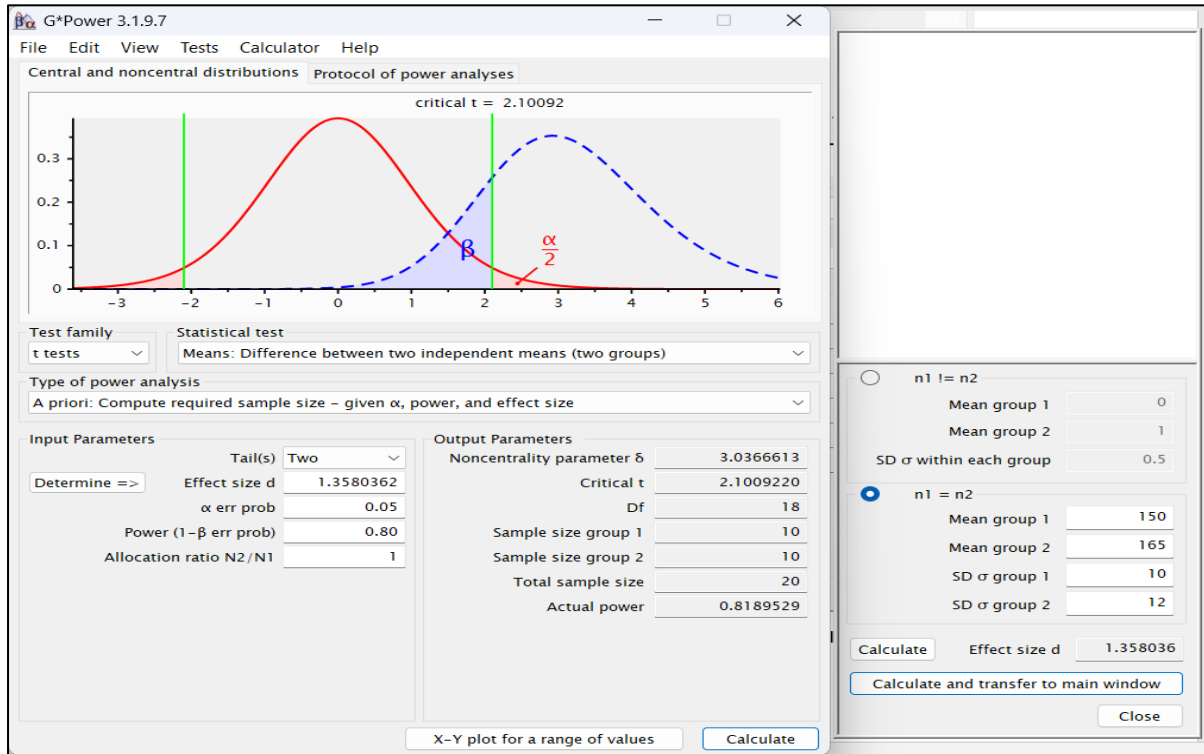 G*Power 3.1.9.7
File Edit View Tests Calculator Help
Central and noncentral distributions Protocol of power analyses
critical t = 2.10092
0.3
0.2
0.1
0
β
α
2
-3 -2 -1 0 1 2 3 4 5 6
Test family Statistical test
t tests Means: Difference between two independent means (two groups)
Type of power analysis
A priori: Compute required sample size – given α, power, and effect size
Input Parameters
Tail(s) Two
Determine => Effect size d 1.3580362
α err prob 0.05
Power (1-β err prob) 0.80
Allocation ratio N2/N1 1
Output Parameters
Noncentrality parameter δ 3.0366613
Critical t 2.1009220
Df 18
Sample size group 1 10
Sample size group 2 10
Total sample size 20
Actual power 0.8189529
X-Y plot for a range of values Calculate
n1 != n2
Mean group 1 0
Mean group 2 1
SD σ within each group 0.5
n1 = n2
Mean group 1 150
Mean group 2 165
SD σ group 1 10
SD σ group 2 12
Calculate Effect size d 1.358036
Calculate and transfer to main window
Close